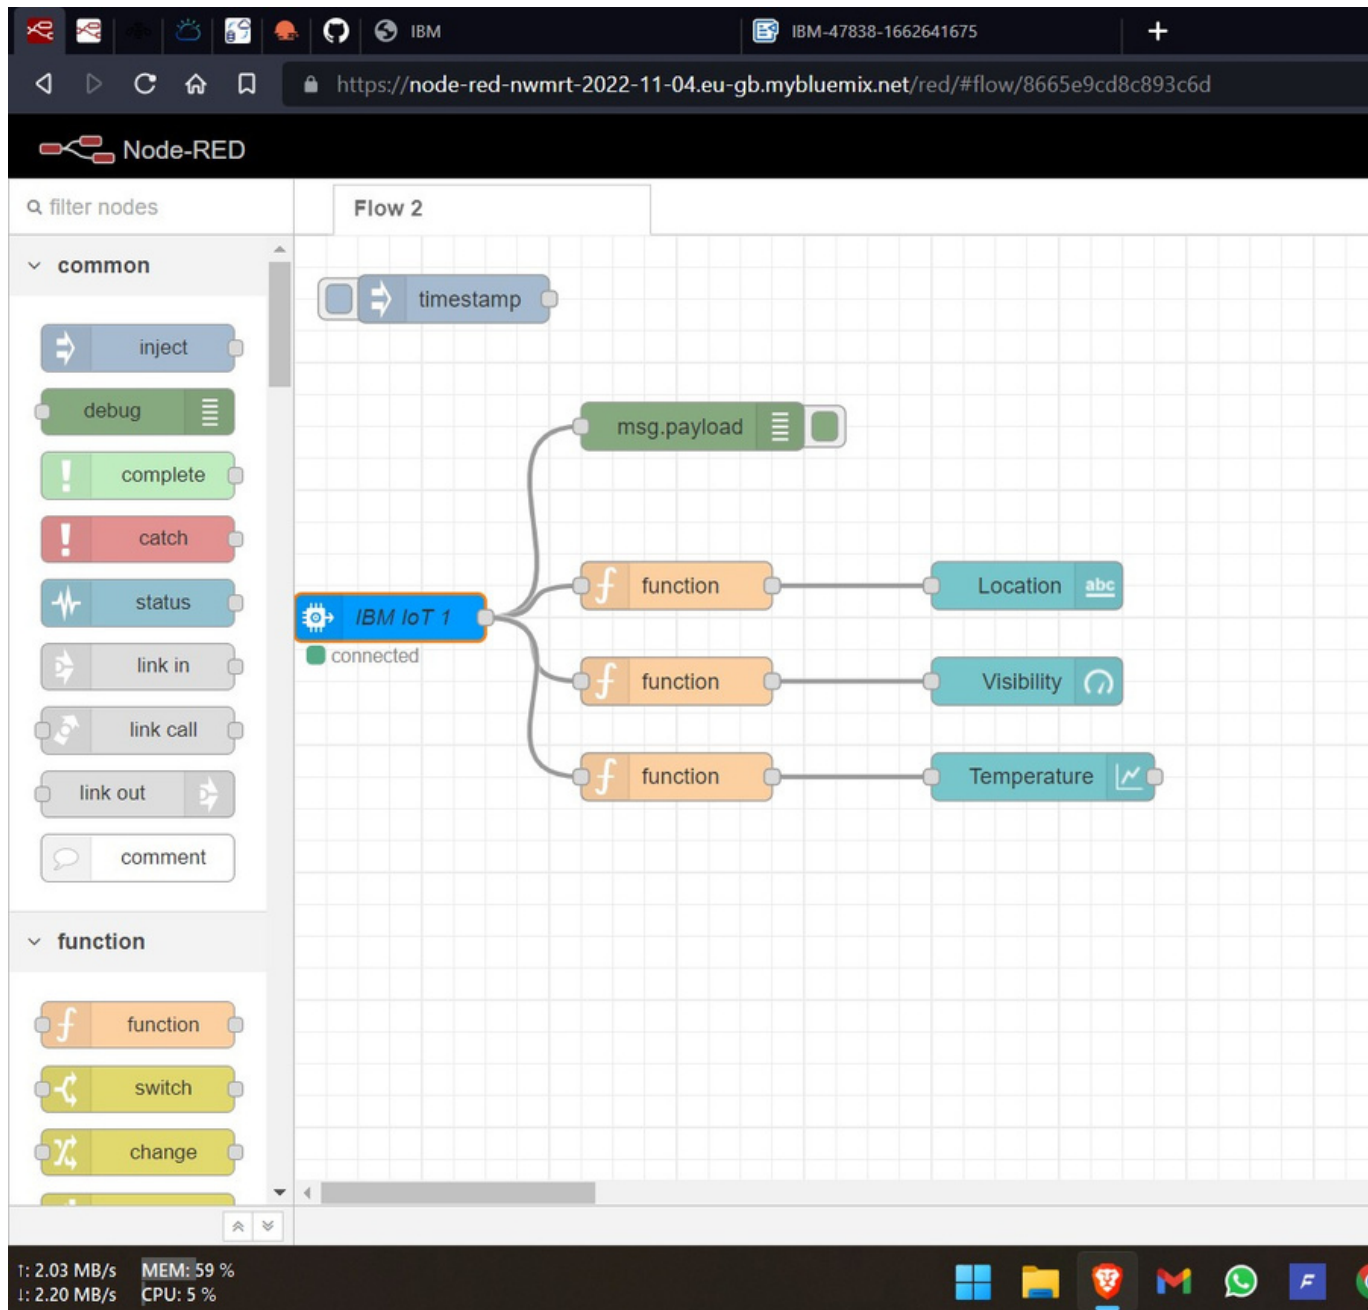 IBM
IBM-47838-1662641675
https://node-red-nwmrt-2022-11-04.eu-gb.mybluemix.net/red/#flow/8665e9cd8c893c6d
Node-RED
filter nodes
Flow 2
common
timestamp
inject
debug
msg.payload
complete
catch
status
function
Location
abc
IBM IoT 1
connected
link in
function
Visibility
link call
function
Temperature
link out
comment
function
function
switch
change
↑: 2.03 MB/s MEM: 59 %
↓: 2.20 MB/s CPU: 5 %